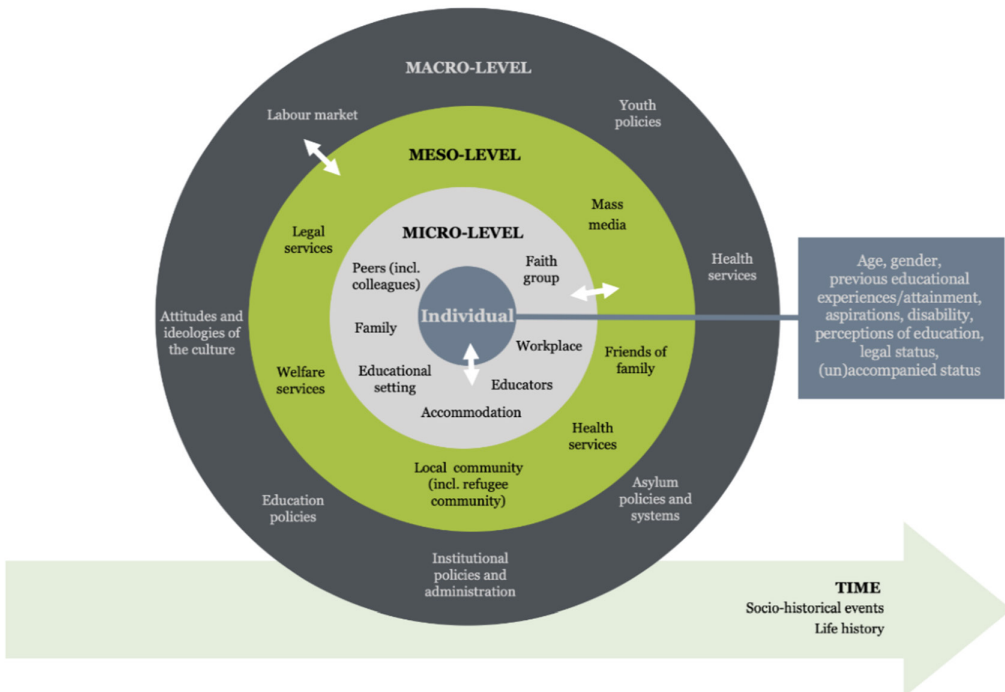 MACRO-LEVEL
Labour market
Youth
policies
Health
services
Asylum
policies and
systems
Institutional
policies and
administration
Education
policies
Attitudes and
ideologies of
the culture
MESO-LEVEL
Legal
services
Mass
media
Friends of
family
Health
services
Local community
(incl. refugee
community)
Welfare
services
MICRO-LEVEL
Peers (incl.
colleagues)
Faith
group
Family
Workplace
Educational
setting
Educators
Accommodation
Individual
Age, gender,
previous educational
experiences/attainment,
aspirations, disability,
perceptions of education,
legal status,
(un)accompanied status
TIME
Socio-historical events
Life history